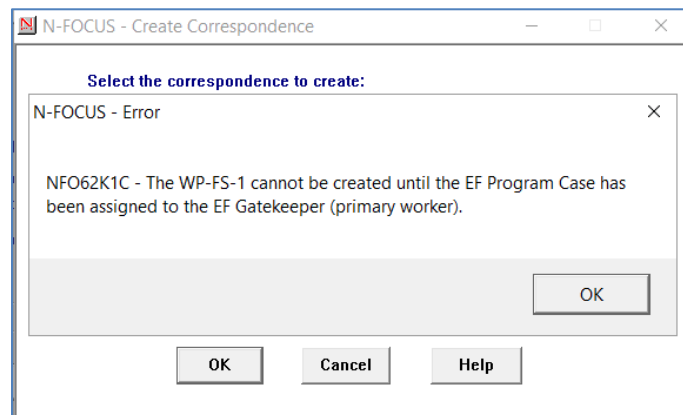 N-FOCUS - Create Correspondence
Select the correspondence to create:
N-FOCUS - Error
NFO62K1C - The WP-FS-1 cannot be created until the EF Program Case has
been assigned to the EF Gatekeeper (primary worker).
OK
OK Cancel Help